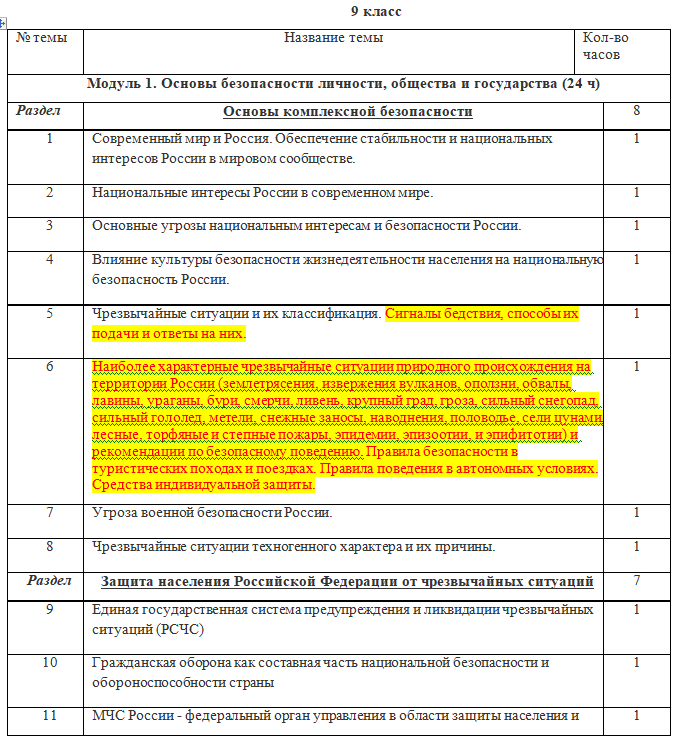 9 класс
№ темы Название темы Кол-во
часов
Модуль 1. Основы безопасности личности, общества и государства (24 ч)
Раздел Основы комплексной безопасности 8
1 Современный мир и Россия. Обеспечение стабильности и национальных 1
интересов России в мировом сообществе.
2 Национальные интересы России в современном мире. 1
3 Основные угрозы национальным интересам и безопасности России. 1
4 Влияние культуры безопасности жизнедеятельности населения на национальную 1
безопасность России.
5 Чрезвычайные ситуации и их классификация. Сигналы бедствия, способы их 1
подачи и ответы на них.
6 Наиболее характерные чрезвычайные ситуации природного происхождения на 1
территории России (землетрясения, извержения вулканов, оползни, обвалы,
лавины, ураганы, бури, смерчи, ливень, крупный град, гроза, сильный снегопад,
сильный гололед, метели, снежные заносы, наводнения, половодье, сели цунами,
лесные, торфяные и степные пожары, эпидемии, эпизоотии, и эпифитотии) и
рекомендации по безопасному поведению. Правила безопасности в
туристических походах и поездках. Правила поведения в автономных условиях.
Средства индивидуальной защиты.
7 Угроза военной безопасности России. 1
8 Чрезвычайные ситуации техногенного характера и их причины. 1
Раздел Защита населения Российской Федерации от чрезвычайных ситуаций 7
9 Единая государственная система предупреждения и ликвидации чрезвычайных 1
ситуаций (РСЧС)
10 Гражданская оборона как составная часть национальной безопасности и 1
обороноспособности страны
11 МЧС России - федеральный орган управления в области защиты населения и 1